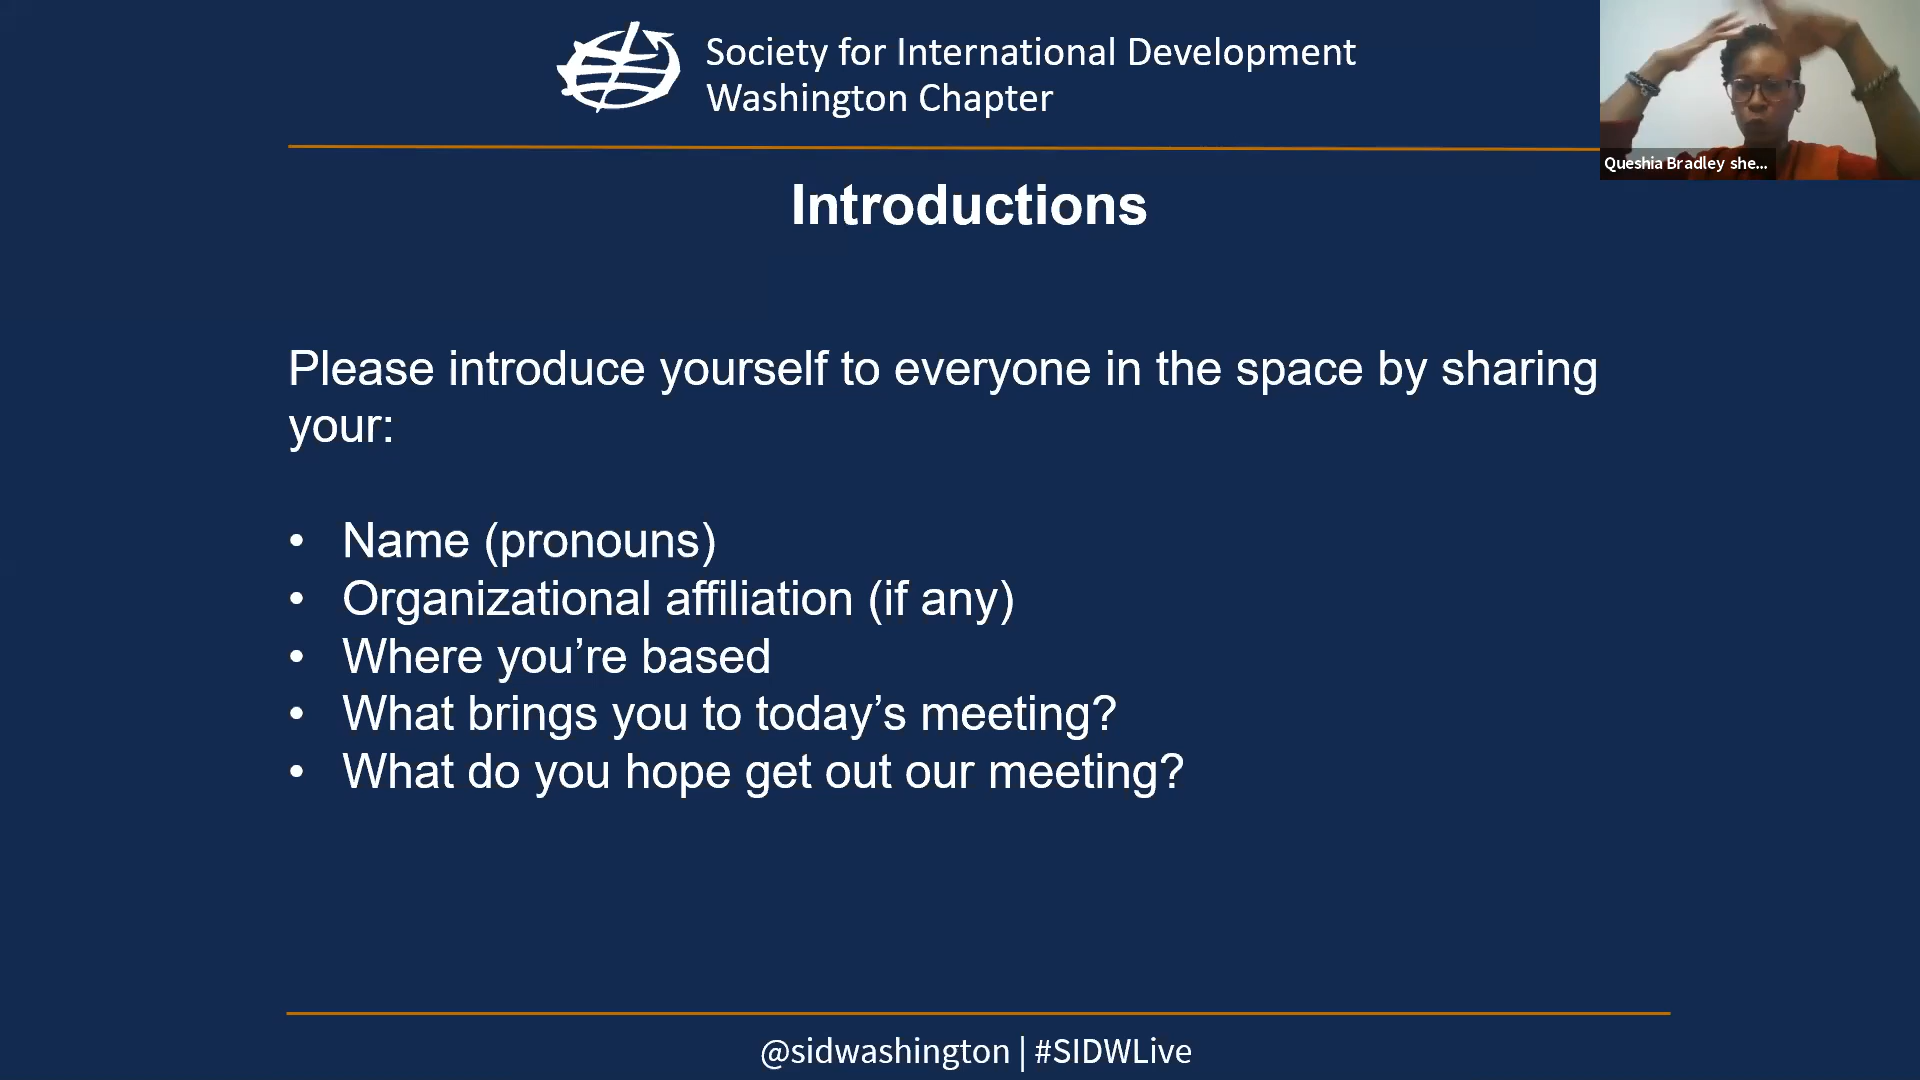 Society for International Development
Washington Chapter
Queshia Bradley she...
Introductions
Please introduce yourself to everyone in the space by sharing
your:
• Name (pronouns)
• Organizational affiliation (if any)
• Where you’re based
• What brings you to today’s meeting?
• What do you hope get out our meeting?
@sidwashington | #SIDWLive